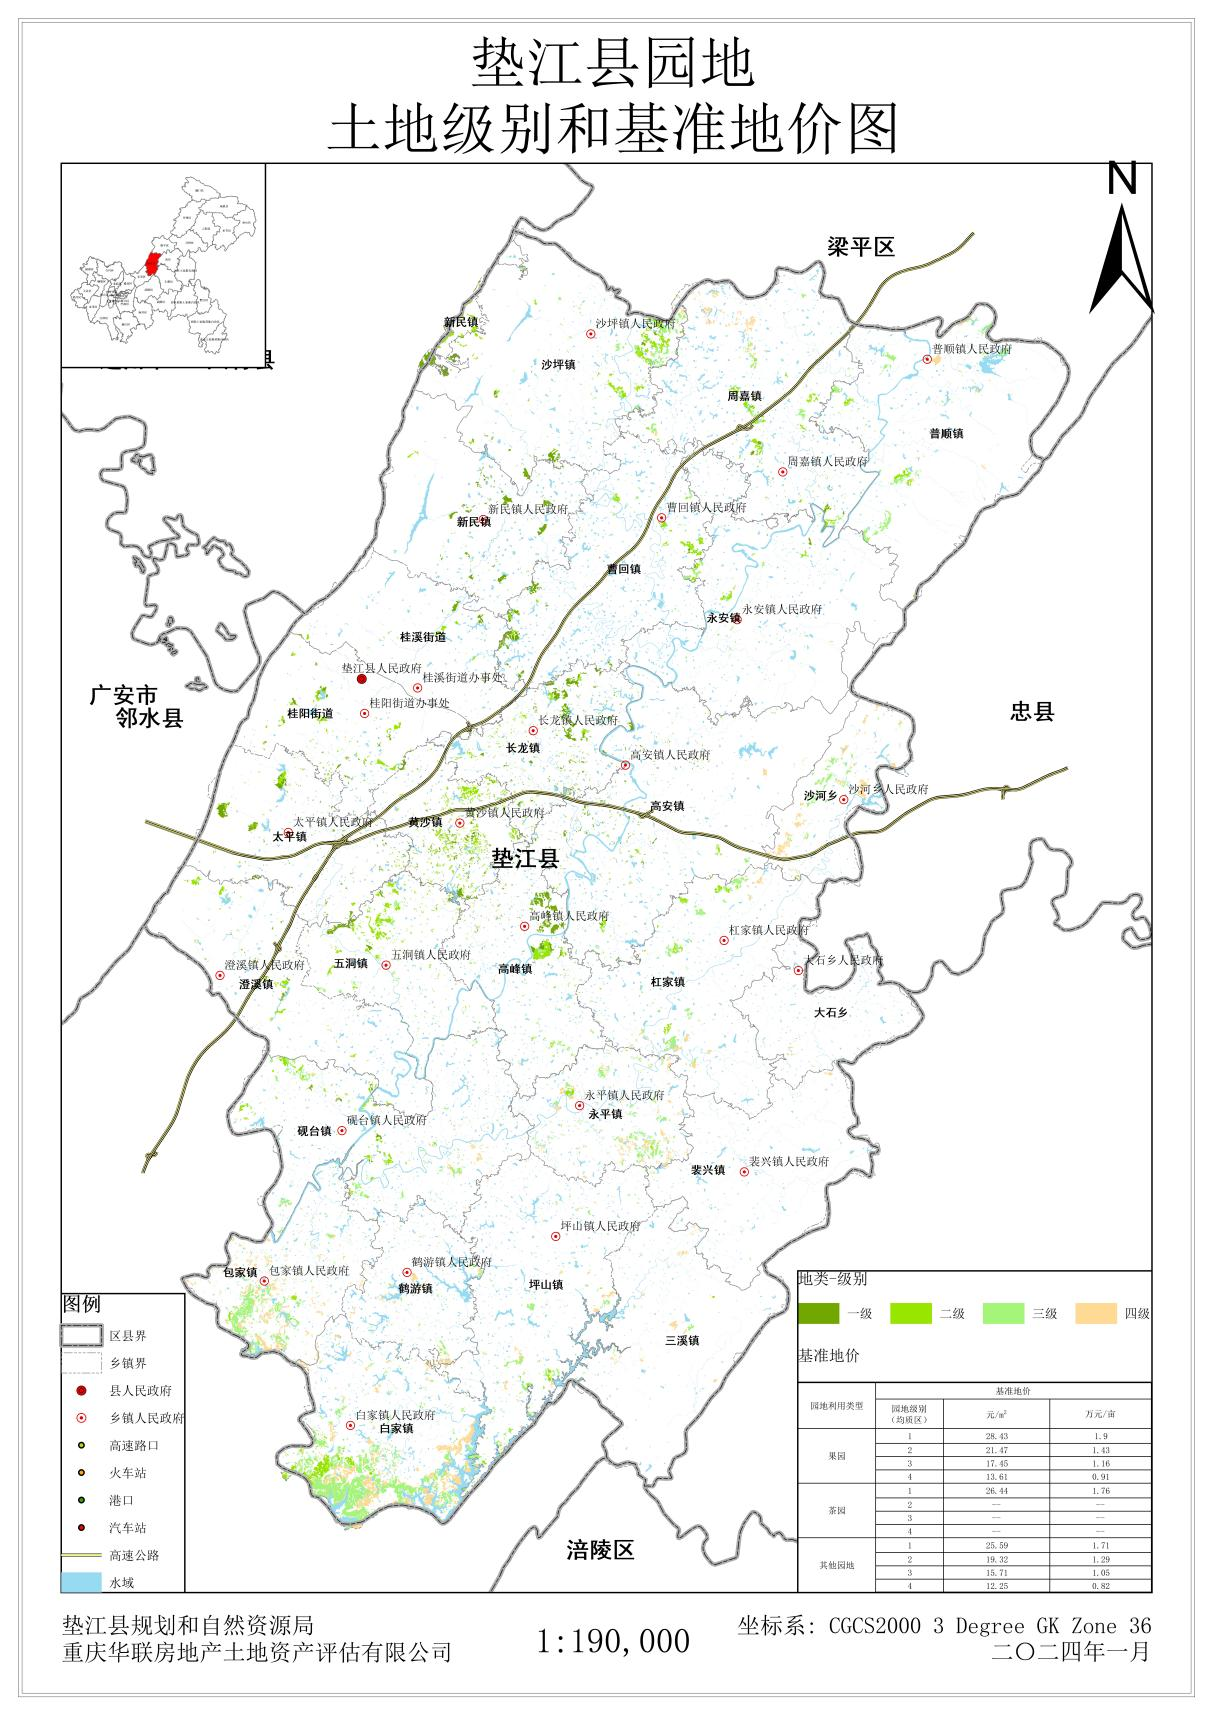 垫江县园地
土地级别和基准地价图
N
梁平区
新民镇
沙坪镇人民政府
沙坪镇
普顺镇人民政府
周嘉镇
普顺镇
周嘉镇人民政府
新民镇人民政府
新民镇
曹回镇人民政府
曹回镇
永安镇人民政府
永安镇
桂溪街道
垫江县人民政府
桂溪街道办事处
桂阳街道办事处
桂阳街道
广安市
邻水县
忠县
长龙镇人民政府
长龙镇
高安镇人民政府
高安镇
沙河乡人民政府
沙河乡
太平镇人民政府
太平镇
黄沙镇人民政府
黄沙镇
垫江县
高峰镇人民政府
高峰镇
杠家镇人民政府
杠家镇
大石乡人民政府
大石乡
五洞镇人民政府
五洞镇
澄溪镇人民政府
澄溪镇
永平镇人民政府
永平镇
砚台镇人民政府
砚台镇
裴兴镇人民政府
裴兴镇
坪山镇人民政府
坪山镇
包家镇人民政府
包家镇
鹤游镇人民政府
鹤游镇
三溪镇
白家镇人民政府
白家镇
涪陵区
图例
区县界
乡镇界
县人民政府
乡镇人民政府
高速路口
火车站
港口
汽车站
高速公路
水域
地类-级别
一级 二级 三级 四级
基准地价
园地利用类型 园地级别（均质区） 基准地价
元/m² 万元/亩
果园 1 28.43 1.9
2 21.47 1.43
3 17.45 1.16
4 13.61 0.91
茶园 1 26.44 1.76
2 -- --
3 -- --
4 -- --
其他园地 1 25.59 1.71
2 19.32 1.29
3 15.71 1.05
4 12.25 0.82
垫江县规划和自然资源局
重庆华联房地产土地资产评估有限公司
1:190,000
坐标系: CGCS2000 3 Degree GK Zone 36
二〇二四年一月